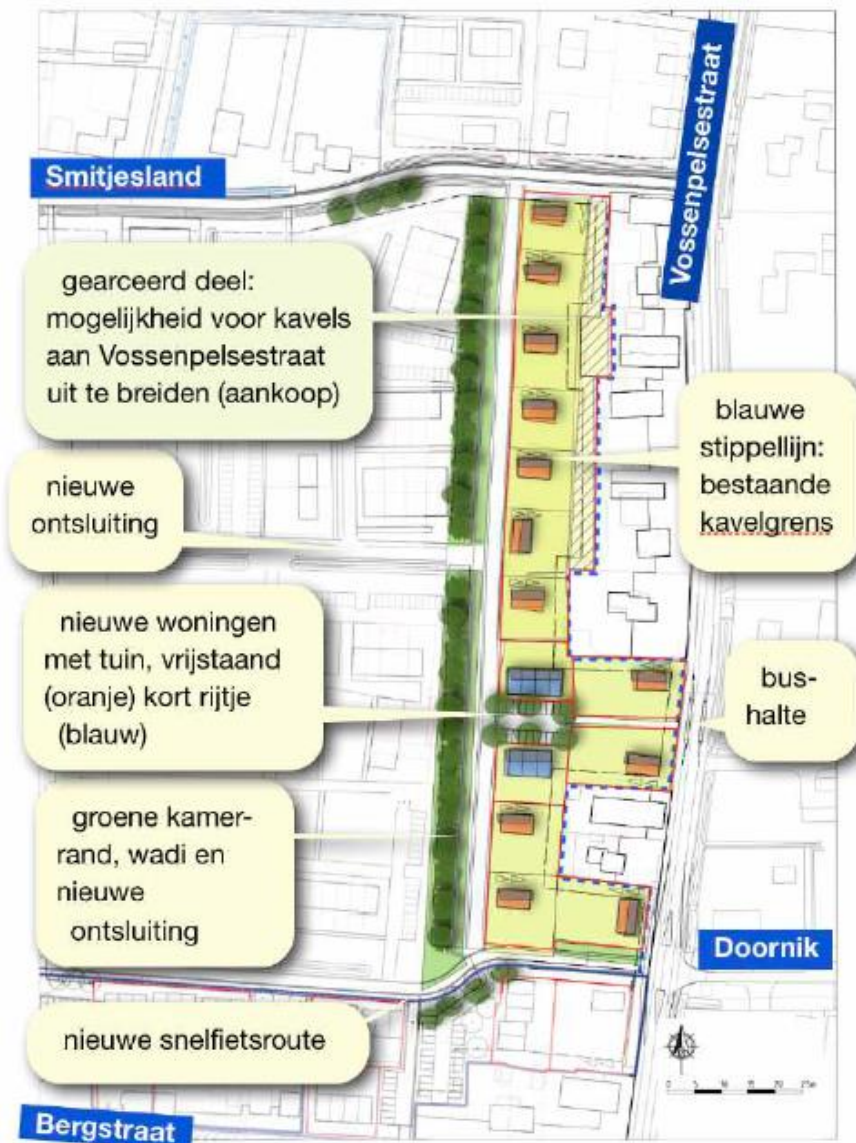 Vossenpelsestraat
Smitjesland
gearceerd deel:
mogelijkheid voor kavels
aan Vossenpelsestraat
uit te breiden (aankoop)
blauwe
stippellijn:
bestaande
kavelgrens
nieuwe
ontsluiting
nieuwe woningen
met tuin, vrijstaand
(oranje) kort rijtje
(blauw)
bus-
halte
groene kamer-
rand, wadi en
nieuwe
ontsluiting
Doornik
nieuwe snelfietsroute
Bergstraat